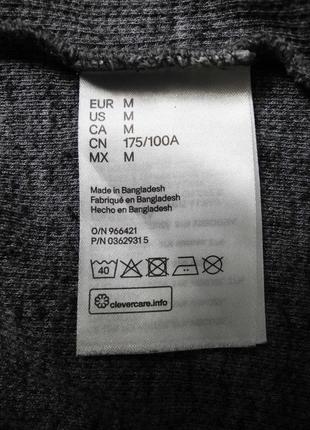 EUR M
US M
CA M
CN 175/100A
MX M
Made in Bangladesh
Fabriqué en Bangladesh
Hecho en Bangladesh
O/N 966421
P/N 03629315
40
clevercare.info